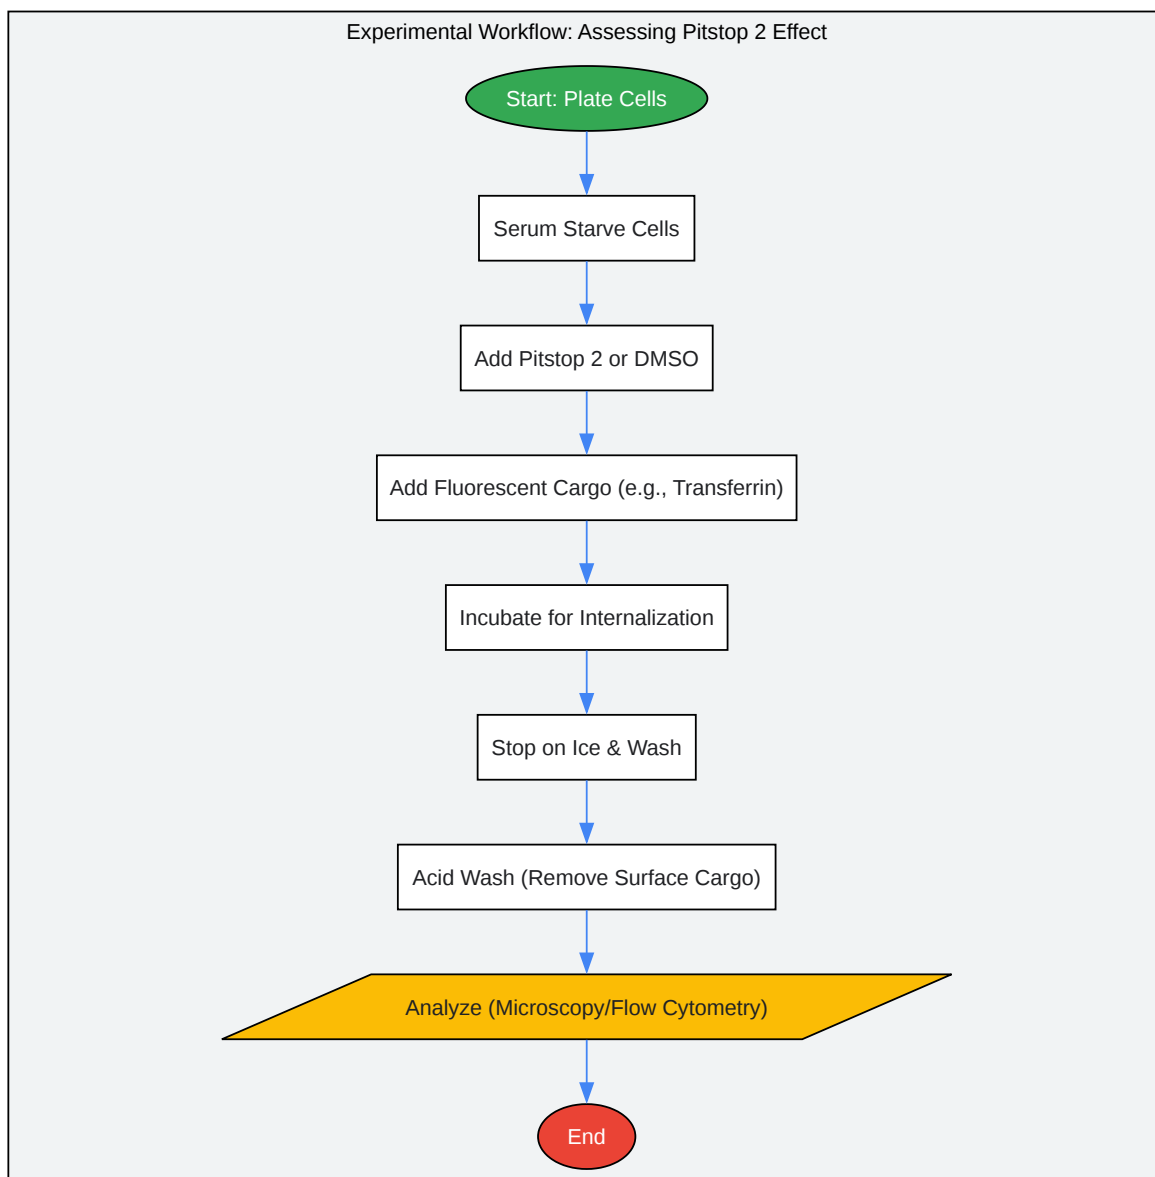 Experimental Workflow: Assessing Pitstop 2 Effect
Start: Plate Cells
Serum Starve Cells
Add Pitstop 2 or DMSO
Add Fluorescent Cargo (e.g., Transferrin)
Incubate for Internalization
Stop on Ice & Wash
Acid Wash (Remove Surface Cargo)
Analyze (Microscopy/Flow Cytometry)
End